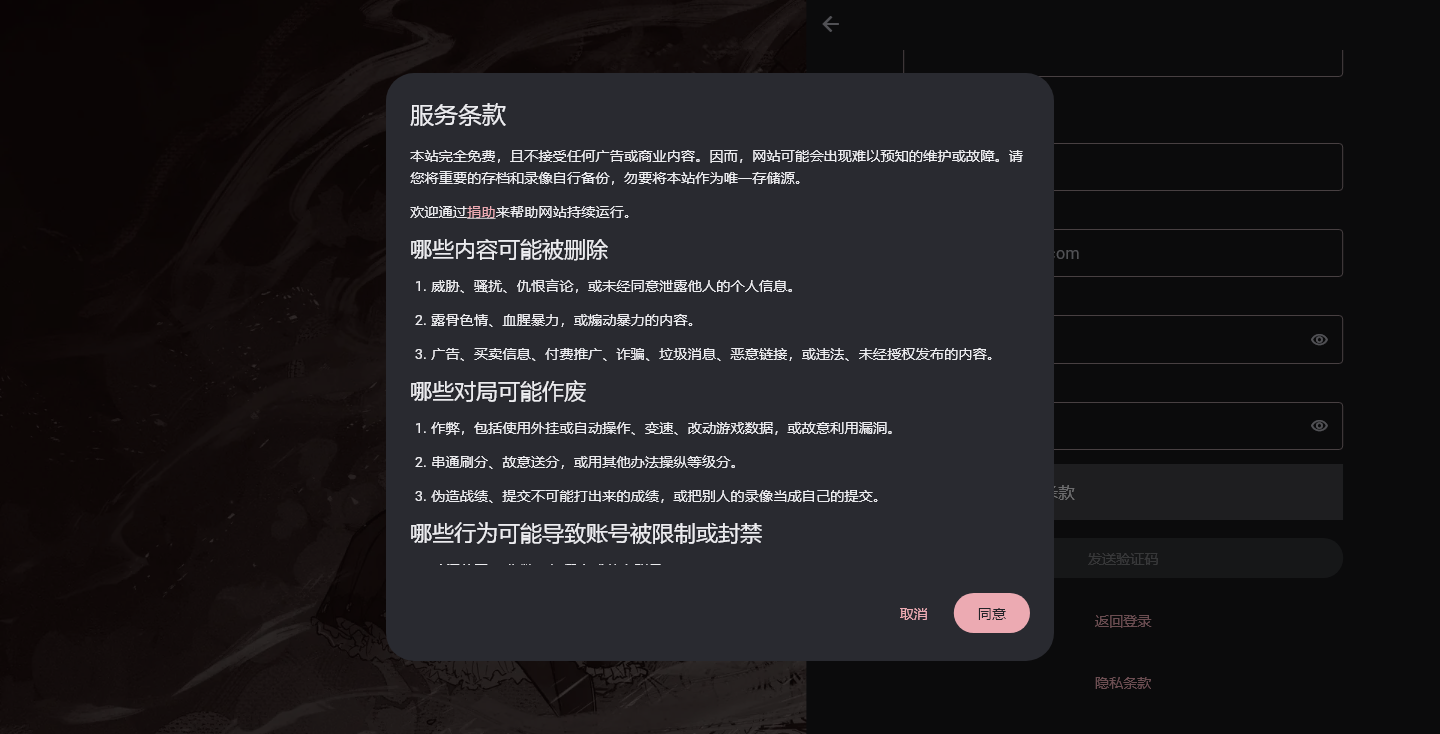 服务条款
本站完全免费，且不接受任何广告或商业内容。因而，网站可能会出现难以预知的维护或故障。请
您将重要的存档和录像自行备份，勿要将本站作为唯一存储源。
欢迎通过捐助来帮助网站持续运行。
哪些内容可能被删除
1. 威胁、骚扰、仇恨言论，或未经同意泄露他人的个人信息。
2. 露骨色情、血腥暴力，或煽动暴力的内容。
3. 广告、买卖信息、付费推广、诈骗、垃圾消息、恶意链接，或违法、未经授权发布的内容。
哪些对局可能作废
1. 作弊，包括使用外挂或自动操作、变速、改动游戏数据，或故意利用漏洞。
2. 串通刷分、故意送分，或用其他办法操纵等级分。
3. 伪造战绩、提交不可能打出来的成绩，或把别人的录像当成自己的提交。
哪些行为可能导致账号被限制或封禁
取消
同意
com
条款
发送验证码
返回登录
隐私条款